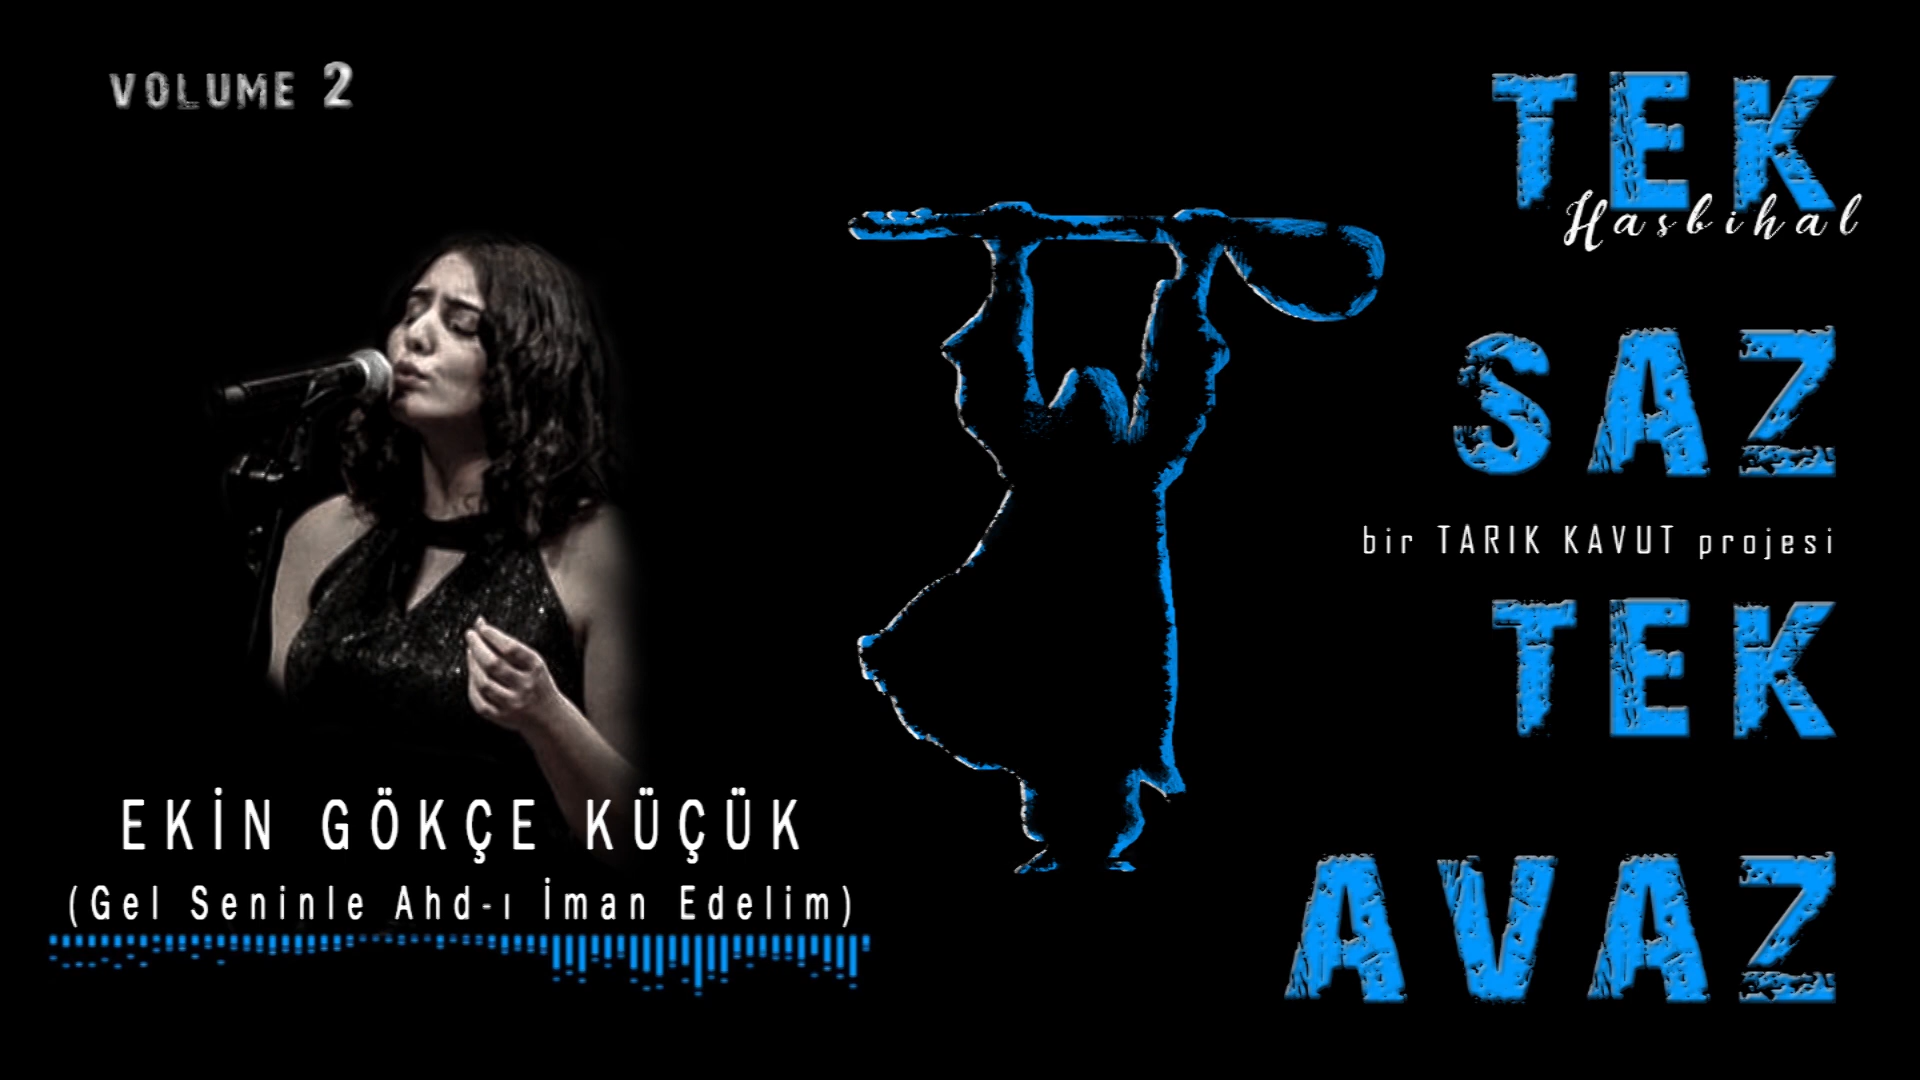 VOLUME 2
TEK
Hasbihal
SAZ
bir TARIK KAVUT projesi
TEK
AVAZ
EKİN GÖKÇE KÜÇÜK
(Gel Seninle Ahd-ı İman Edelim)